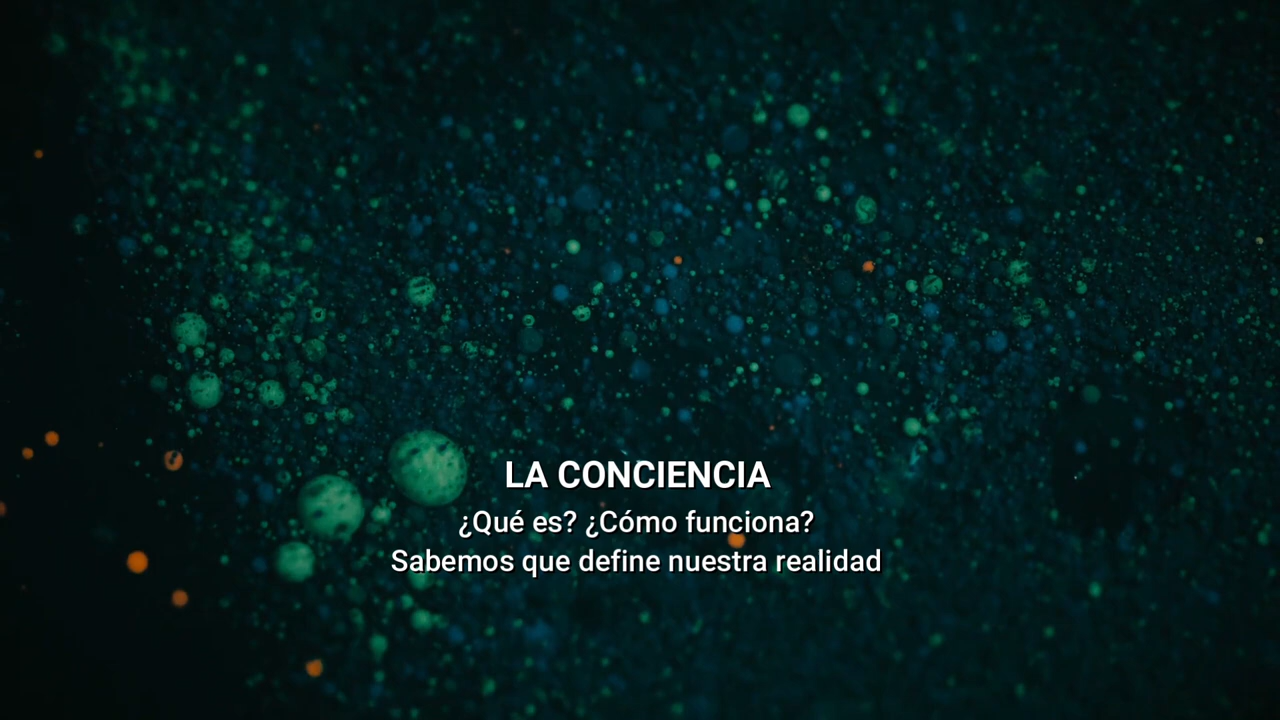 LA CONCIENCIA
¿Qué es? ¿Cómo funciona?
Sabemos que define nuestra realidad